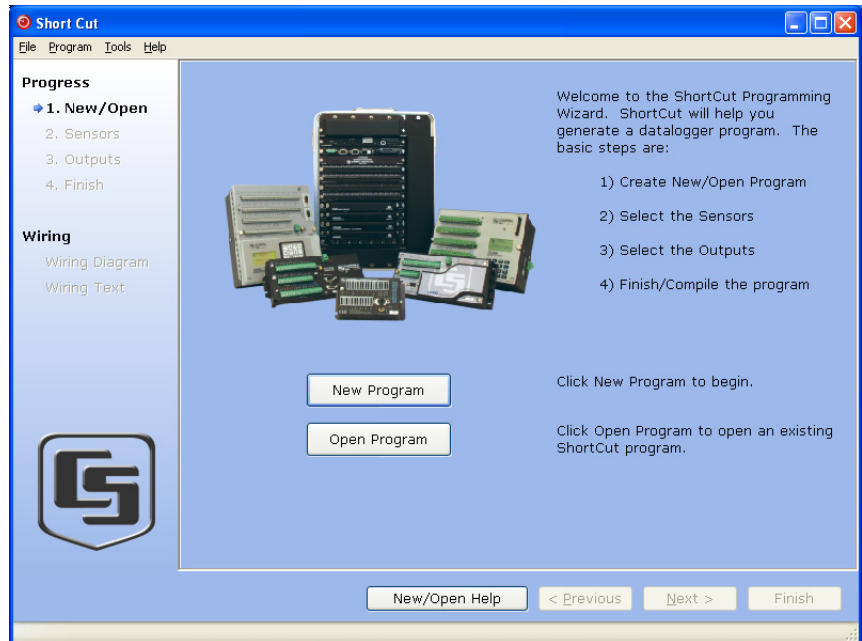 Short Cut
File Program Tools Help
Progress
1. New/Open
2. Sensors
3. Outputs
4. Finish
Wiring
Wiring Diagram
Wiring Text
Welcome to the ShortCut Programming
Wizard. ShortCut will help you
generate a datalogger program. The
basic steps are:
1) Create New/Open Program
2) Select the Sensors
3) Select the Outputs
4) Finish/Compile the program
New Program
Click New Program to begin.
Open Program
Click Open Program to open an existing
ShortCut program.
CS
New/Open Help
< Previous
Next >
Finish